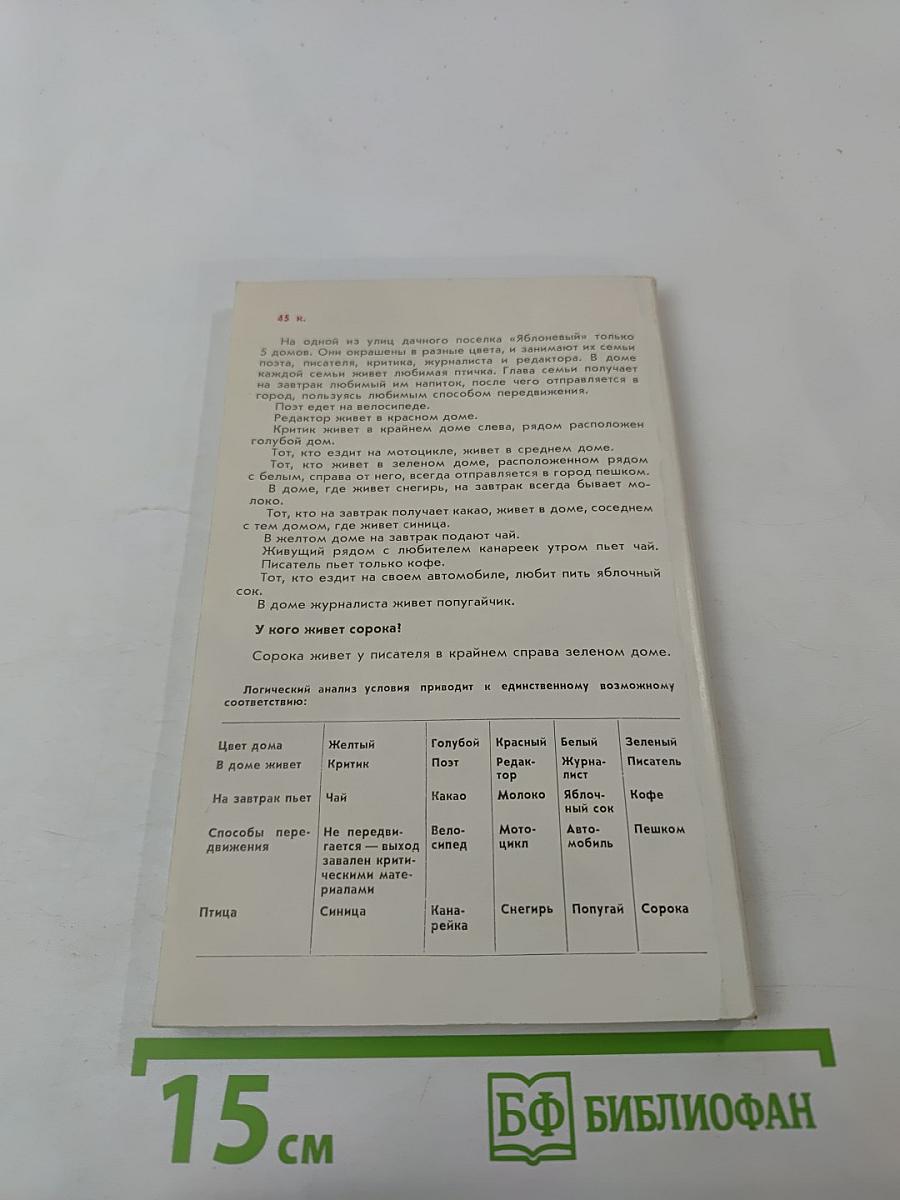 45 к.
На одной из улиц дачного поселка «Яблоневый» только
5 домов. Они окрашены в разные цвета, и занимают их семьи
поэта, писателя, критика, журналиста и редактора. В доме
каждой семьи живет любимая птичка. Глава семьи получает
на завтрак любимый им напиток, после чего отправляется в
город, пользуясь любимым способом передвижения.
Поэт едет на велосипеде.
Редактор живет в красном доме.
Критик живет в крайнем доме слева, рядом расположен
голубой дом.
Тот, кто ездит на мотоцикле, живет в среднем доме.
Тот, кто живет в зеленом доме, расположенном рядом
с белым, справа от него, всегда отправляется в город пешком.
В доме, где живет снегирь, на завтрак всегда бывает мо-
локо.
Тот, кто на завтрак получает какао, живет в доме, соседнем
с тем домом, где живет синица.
В желтом доме на завтрак подают чай.
Живущий рядом с любителем канареек утром пьет чай.
Писатель пьет только кофе.
Тот, кто ездит на своем автомобиле, любит пить яблочный
сок.
В доме журналиста живет попугайчик.
У кого живет сорока?
Сорока живет у писателя в крайнем справа зеленом доме.
Логический анализ условия приводит к единственному возможному
соответствию:
Цвет дома Желтый Голубой Красный Белый Зеленый
В доме живет Критик Поэт Редак- Журна- Писатель
тор лист
На завтрак пьет Чай Какао Молоко Яблоч- Кофе
ный сок
Способы пере- Не передви- Вело- Мото- Авто- Пешком
движения гается — выход сипед цикл мобиль
завален крити-
ческими мате-
риалами
Птица Синица Кана- Снегирь Попугай Сорока
рейка
15 см
БФ БИБЛИОФАН